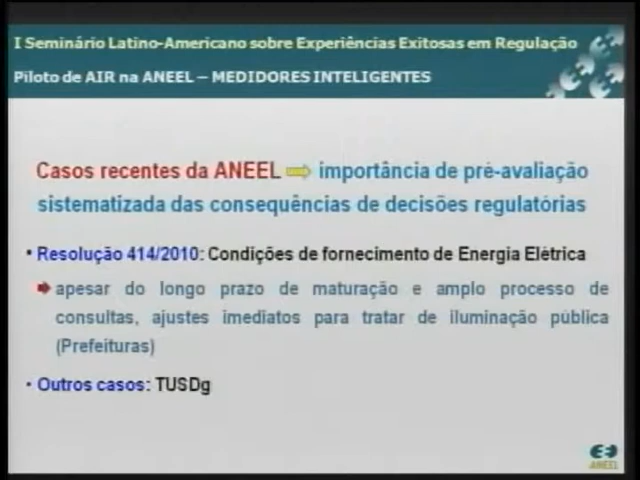 I Seminário Latino-Americano sobre Experiências Exitosas em Regulação
Piloto de AIR na ANEEL – MEDIDORES INTELIGENTES
Casos recentes da ANEEL ⇨ importância de pré-avaliação
sistematizada das consequências de decisões regulatórias
• Resolução 414/2010: Condições de fornecimento de Energia Elétrica
apesar do longo prazo de maturação e amplo processo de
consultas, ajustes imediatos para tratar de iluminação pública
(Prefeituras)
• Outros casos: TUSDg
ANEEL